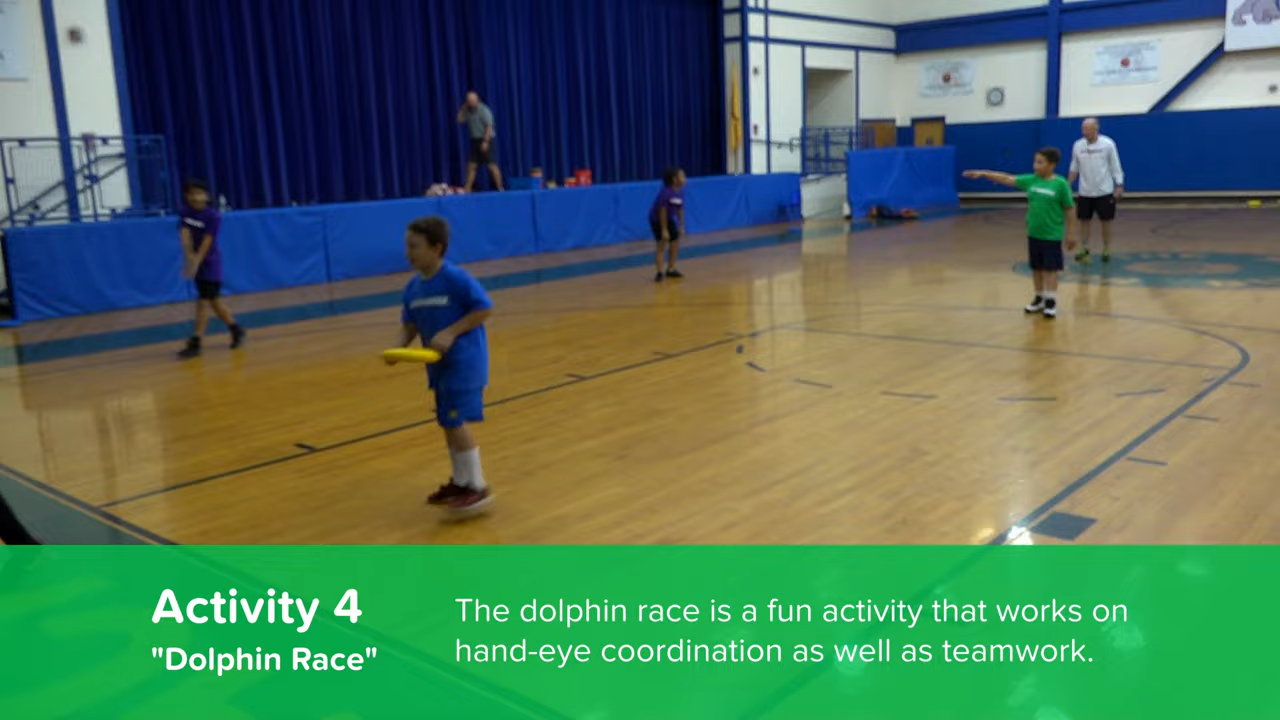 Activity 4
"Dolphin Race"
The dolphin race is a fun activity that works on
hand-eye coordination as well as teamwork.